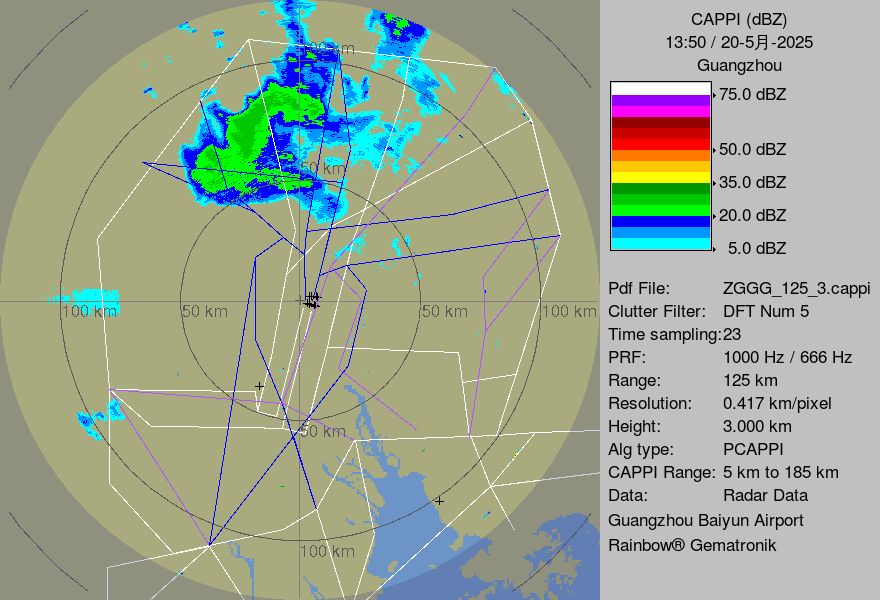 CAPPI (dBZ)
13:50 / 20-5月-2025
Guangzhou
75.0 dBZ
50.0 dBZ
35.0 dBZ
20.0 dBZ
5.0 dBZ
Pdf File: ZGGG_125_3.cappi
Clutter Filter: DFT Num 5
Time sampling:23
PRF: 1000 Hz / 666 Hz
Range: 125 km
Resolution: 0.417 km/pixel
Height: 3.000 km
Alg type: PCAPPI
CAPPI Range: 5 km to 185 km
Data: Radar Data
Guangzhou Baiyun Airport
Rainbow® Gematronik
100 km
50 km
100 km 50 km 50 km 100 km
50 km
100 km